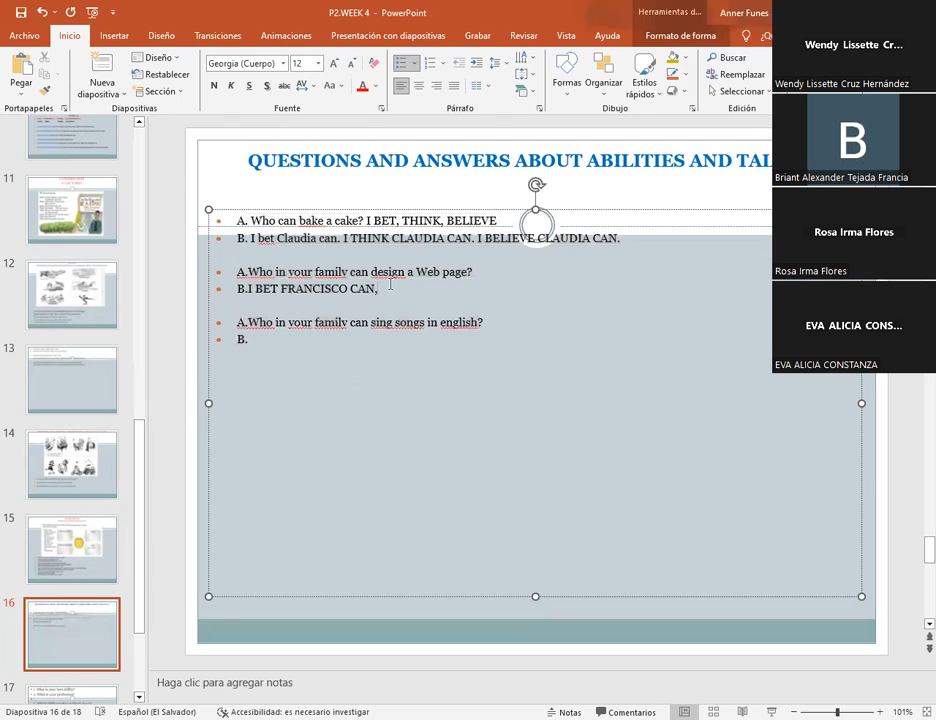 P2.WEEK 4 – PowerPoint
Herramientas d...
Anner Funes
Archivo
Inicio
Insertar
Diseño
Transiciones
Animaciones
Presentación con diapositivas
Grabar
Revisar
Vista
Ayuda
Formato de forma
Pegar
Nueva diapositiva
Diseño
Restablecer
Sección
Georgia (Cuerpo)
12
N K S S abc AV Aa A
Formas
Organizar
Estilos rápidos
Buscar
Reemplazar
Seleccionar
Portapapeles
Diapositivas
Fuente
Párrafo
Dibujo
Edición
11
12
13
14
15
16
17
QUESTIONS AND ANSWERS ABOUT ABILITIES AND TAL
A. Who can bake a cake? I BET, THINK, BELIEVE
B. I bet Claudia can. I THINK CLAUDIA CAN. I BELIEVE CLAUDIA CAN.
A.Who in your family can design a Web page?
B.I BET FRANCISCO CAN,
A.Who in your family can sing songs in english?
B.
Wendy Lissette Cr...
Wendy Lissette Cruz Hernández
B
Briant Alexander Tejada Francia
Rosa Irma Flores
Rosa Irma Flores
EVA ALICIA CONS...
EVA ALICIA CONSTANZA
Haga clic para agregar notas
Diapositiva 16 de 18
Español (El Salvador)
Accesibilidad: es necesario investigar
Notas
Comentarios
101%